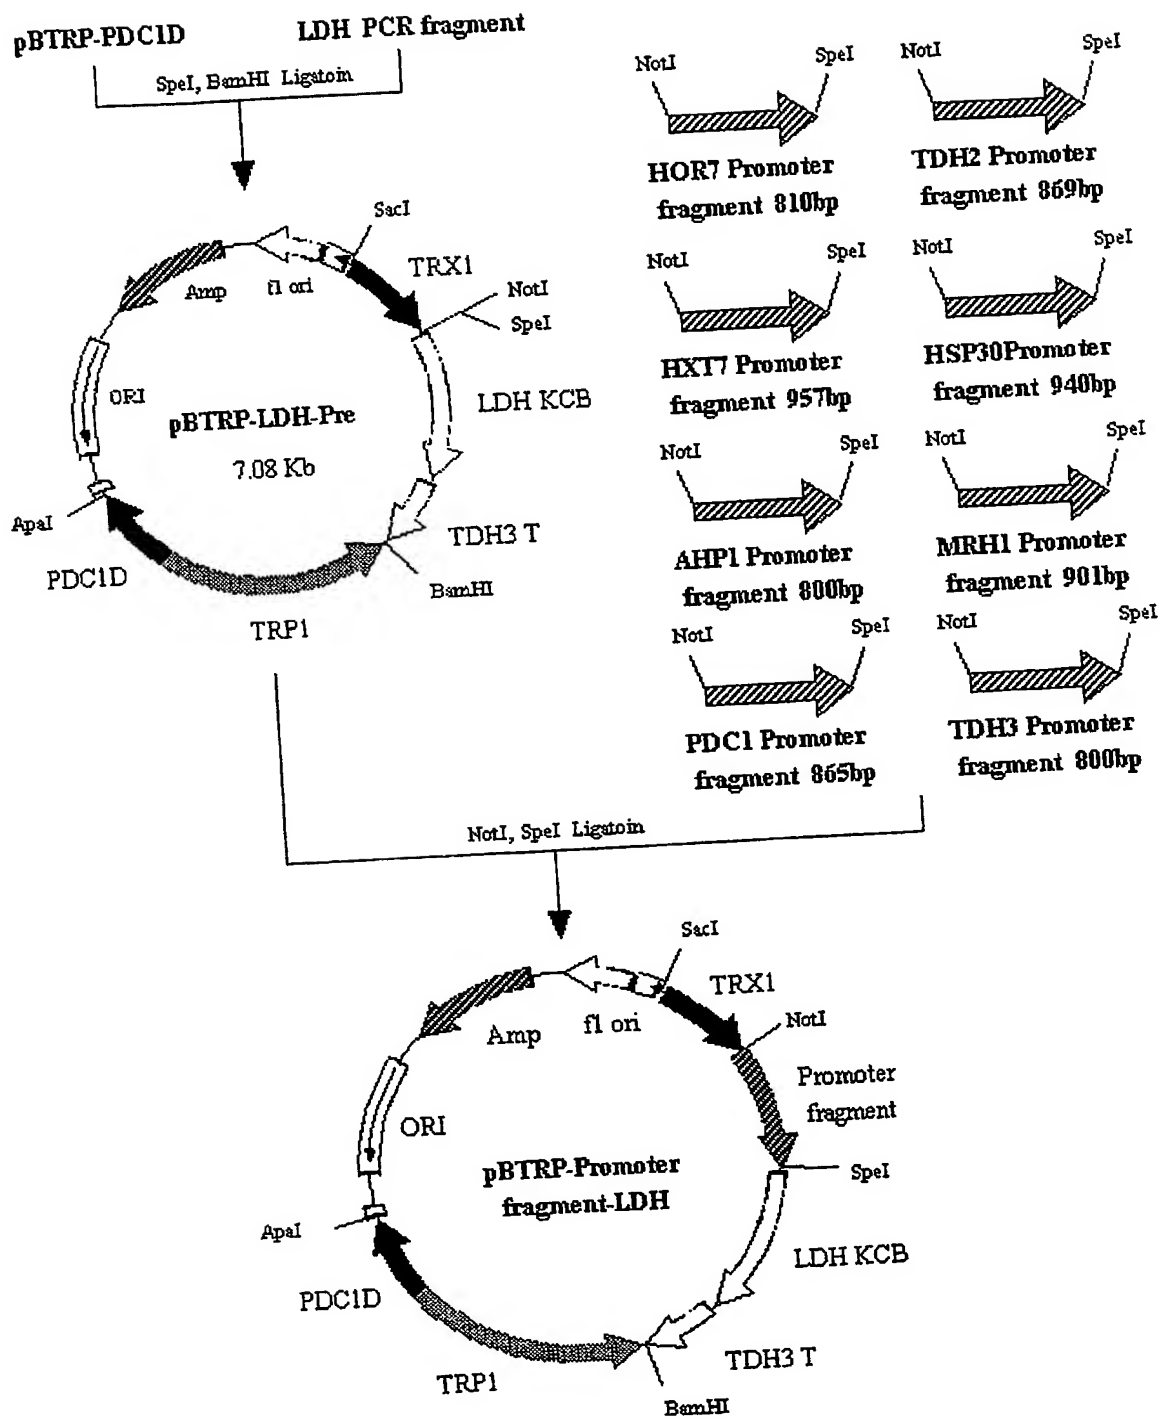 pBTRP-PDC1D
LDH PCR fragment
SpeI, BamHI Ligatoin
SacI
TRX1
NotI
SpeI
Amp
f1 ori
ORI
LDH KCB
pBTRP-LDH-Pre
7.08 Kb
ApaI
TDH3 T
PDC1D
BamHI
TRP1
NotI
SpeI
HOR7 Promoter
fragment 810bp
NotI
SpeI
TDH2 Promoter
fragment 869bp
NotI
SpeI
HXT7 Promoter
fragment 957bp
NotI
SpeI
HSP30Promoter
fragment 940bp
NotI
SpeI
AHP1 Promoter
fragment 800bp
NotI
SpeI
MRH1 Promoter
fragment 901bp
NotI
SpeI
PDC1 Promoter
fragment 865bp
NotI
SpeI
TDH3 Promoter
fragment 800bp
NotI, SpeI Ligatoin
SacI
TRX1
NotI
Amp
f1 ori
Promoter
fragment
ORI
pBTRP-Promoter
fragment-LDH
SpeI
ApaI
LDH KCB
PDC1D
TDH3 T
TRP1
BamHI